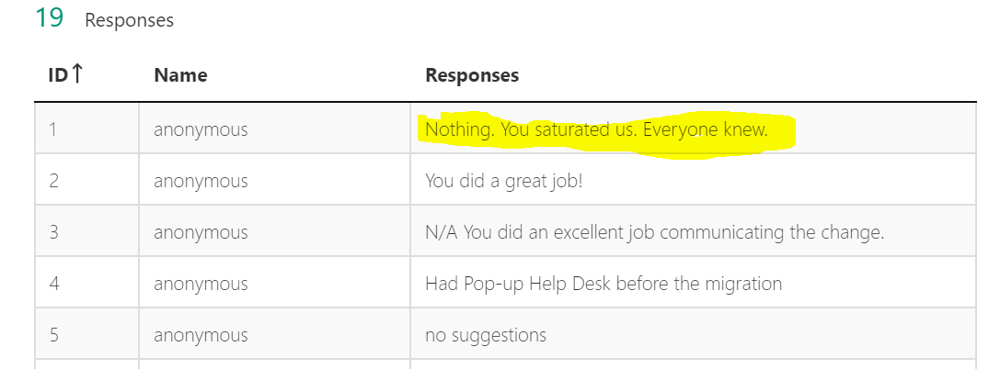 19 Responses
ID↑ Name Responses
1 anonymous Nothing. You saturated us. Everyone knew.
2 anonymous You did a great job!
3 anonymous N/A You did an excellent job communicating the change.
4 anonymous Had Pop-up Help Desk before the migration
5 anonymous no suggestions